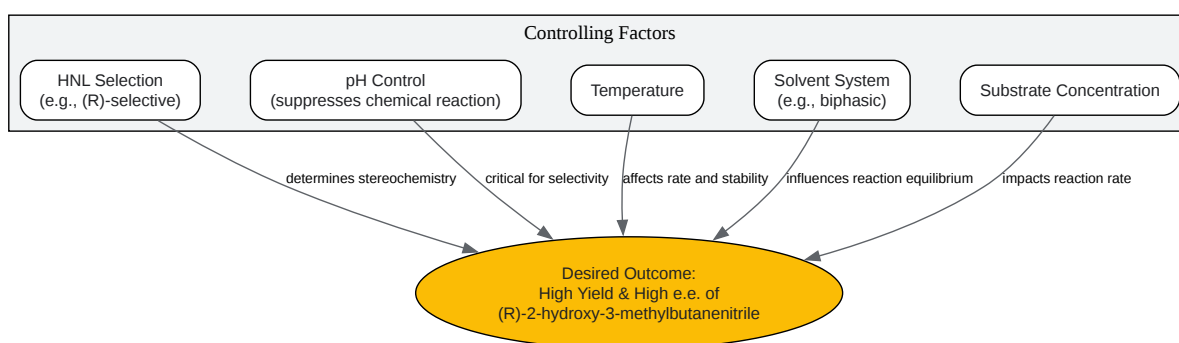 Controlling Factors
HNL Selection
(e.g., (R)-selective)
pH Control
(suppresses chemical reaction)
Temperature
Solvent System
(e.g., biphasic)
Substrate Concentration
determines stereochemistry
critical for selectivity
affects rate and stability
influences reaction equilibrium
impacts reaction rate
Desired Outcome:
High Yield & High e.e. of
(R)-2-hydroxy-3-methylbutanenitrile